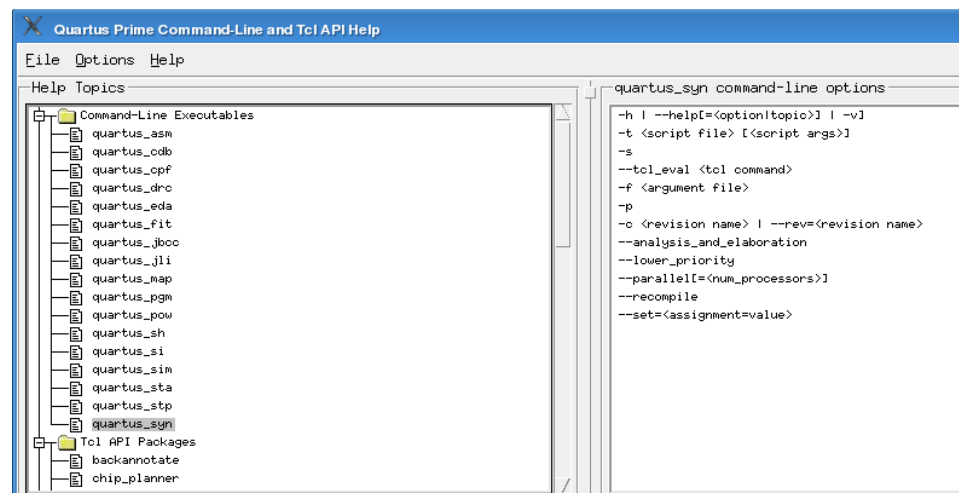 Quartus Prime Command-Line and Tcl API Help
File Options Help
Help Topics
Command-Line Executables
quartus_asm
quartus_cdb
quartus_cpf
quartus_drc
quartus_eda
quartus_fit
quartus_jbcc
quartus_jli
quartus_map
quartus_pgm
quartus_pow
quartus_sh
quartus_si
quartus_sim
quartus_sta
quartus_stp
quartus_syn
Tcl API Packages
backannotate
chip_planner
quartus_syn command-line options
-h | --help[=<option|topic>] | -v]
-t <script file> [<script args>]
-s
--tcl_eval <tcl command>
-f <argument file>
-p
-c <revision name> | --rev=<revision name>
--analysis_and_elaboration
--lower_priority
--parallel[=<num_processors>]
--recompile
--set=<assignment=value>